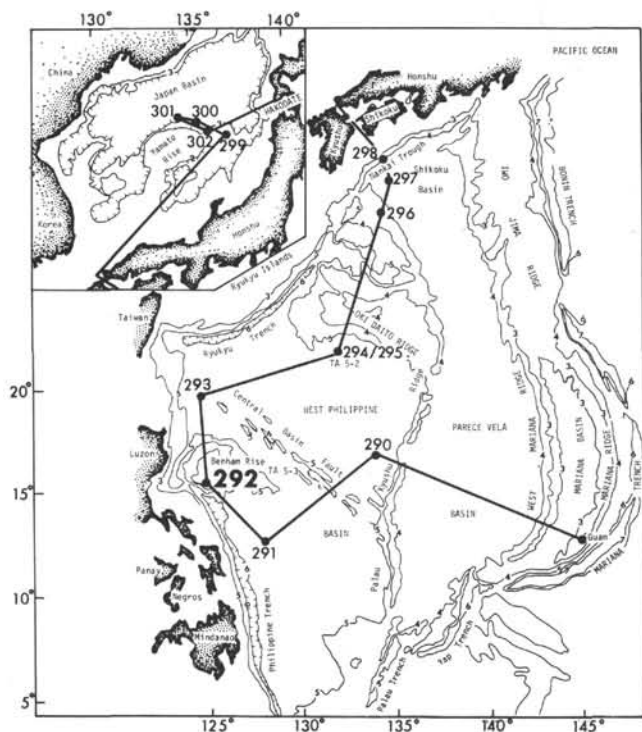 130°
135°
140°
China
Japan Basin
301
300
302
299
HAKODATE
Yamato
Rise
Korea
Honshu
PACIFIC OCEAN
Honshu
Shikoku
298
Nankai Trough
297
Shikoku
Basin
296
BONIN TRENCH
Ryukyu Islands
Taiwan
Ryukyu
Trench
OKI DAITO RIDGE
294/295
TA 5-2
20°
293
Central
Basin
Fault
WEST PHILIPPINE
Ridge
PARECE VELA
WEST
MARIANA
RIDGE
MARIANA BASIN
MARIANA RIDGE
TRENCH
Luzon
Benham Rise
TA 5-3
290
Kyushu
15°
292
291
BASIN
BASIN
Guam
MARIANA
Panay
Negros
10°
Palau
Philippine Trench
Mindanao
Palau Trench
Yap Trench
5°
125°
130°
135°
140°
145°